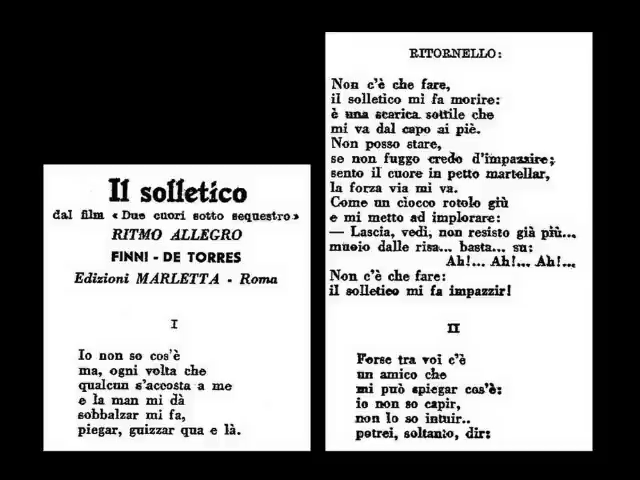 Il solletico
dal film « Due cuori sotto sequestro »
RITMO ALLEGRO
FINNI - DE TORRES
Edizioni MARLETTA - Roma
I
Io non so cos'è
ma, ogni volta che
qualcun s'accosta a me
e la man mi dà
sobbalzar mi fa,
piegar, guizzar qua e là.
RITORNELLO:
Non c'è che fare,
il solletico mi fa morire:
è una scarica sottile che
mi va dal capo ai piè.
Non posso stare,
se non fuggo credo d'impazzire;
sento il cuore in petto martellar,
la forza via mi va.
Come un ciocco rotolo giù
e mi metto ad implorare:
— Lascia, vedi, non resisto già più...
muoio dalle risa... basta... su:
Ah!... Ah!... Ah!...
Non c'è che fare:
il solletico mi fa impazzir!
II
Forse tra voi c'è
un amico che
mi può spiegar cos'è:
io non so capir,
non lo so intuir..
potrei, soltanto, dir: